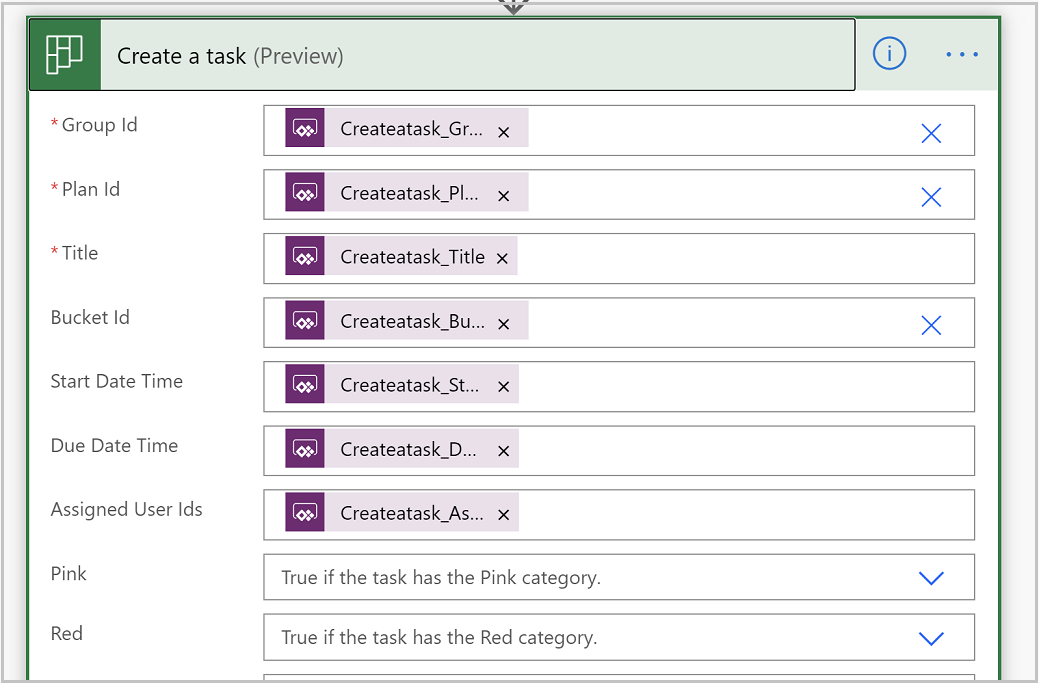 Create a task (Preview)
* Group Id Createatask_Gr...
* Plan Id Createatask_Pl...
* Title Createatask_Title
Bucket Id Createatask_Bu...
Start Date Time Createatask_St...
Due Date Time Createatask_D...
Assigned User Ids Createatask_As...
Pink True if the task has the Pink category.
Red True if the task has the Red category.